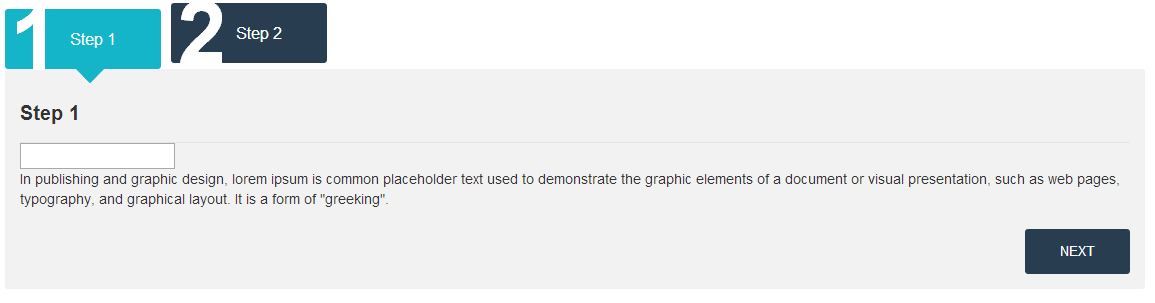 1 Step 1
2 Step 2
Step 1
In publishing and graphic design, lorem ipsum is common placeholder text used to demonstrate the graphic elements of a document or visual presentation, such as web pages,
typography, and graphical layout. It is a form of "greeking".
NEXT